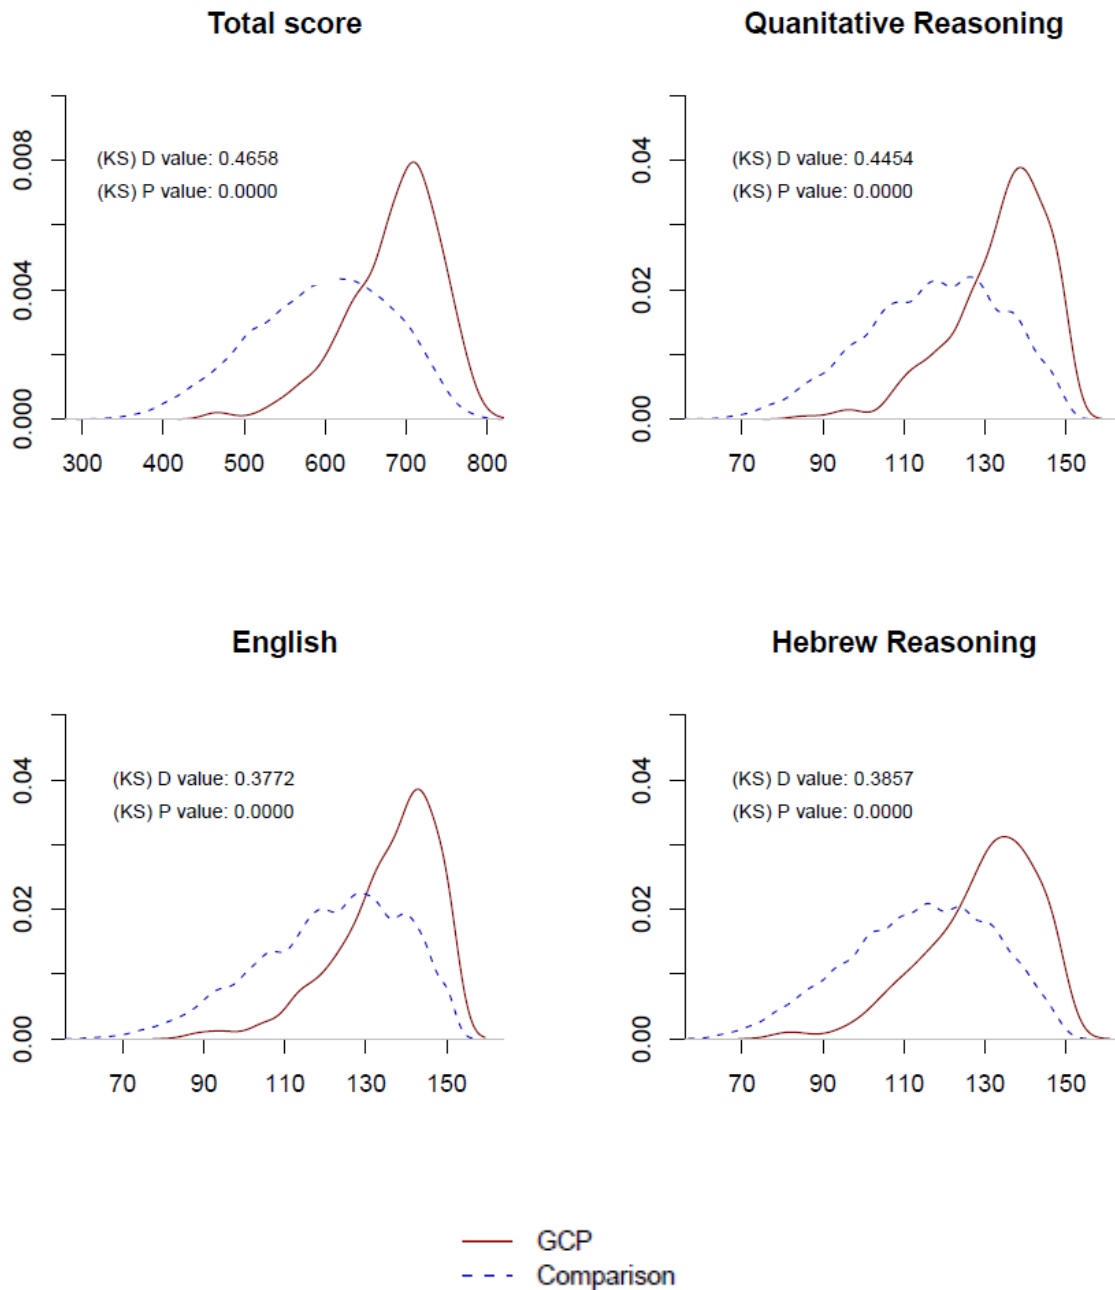 Total score
(KS) D value: 0.4658
(KS) P value: 0.0000
0.008
0.004
0.000
300 400 500 600 700 800
Quanitative Reasoning
(KS) D value: 0.4454
(KS) P value: 0.0000
0.04
0.02
0.00
70 90 110 130 150
English
(KS) D value: 0.3772
(KS) P value: 0.0000
0.04
0.02
0.00
70 90 110 130 150
Hebrew Reasoning
(KS) D value: 0.3857
(KS) P value: 0.0000
0.04
0.02
0.00
70 90 110 130 150
GCP
Comparison